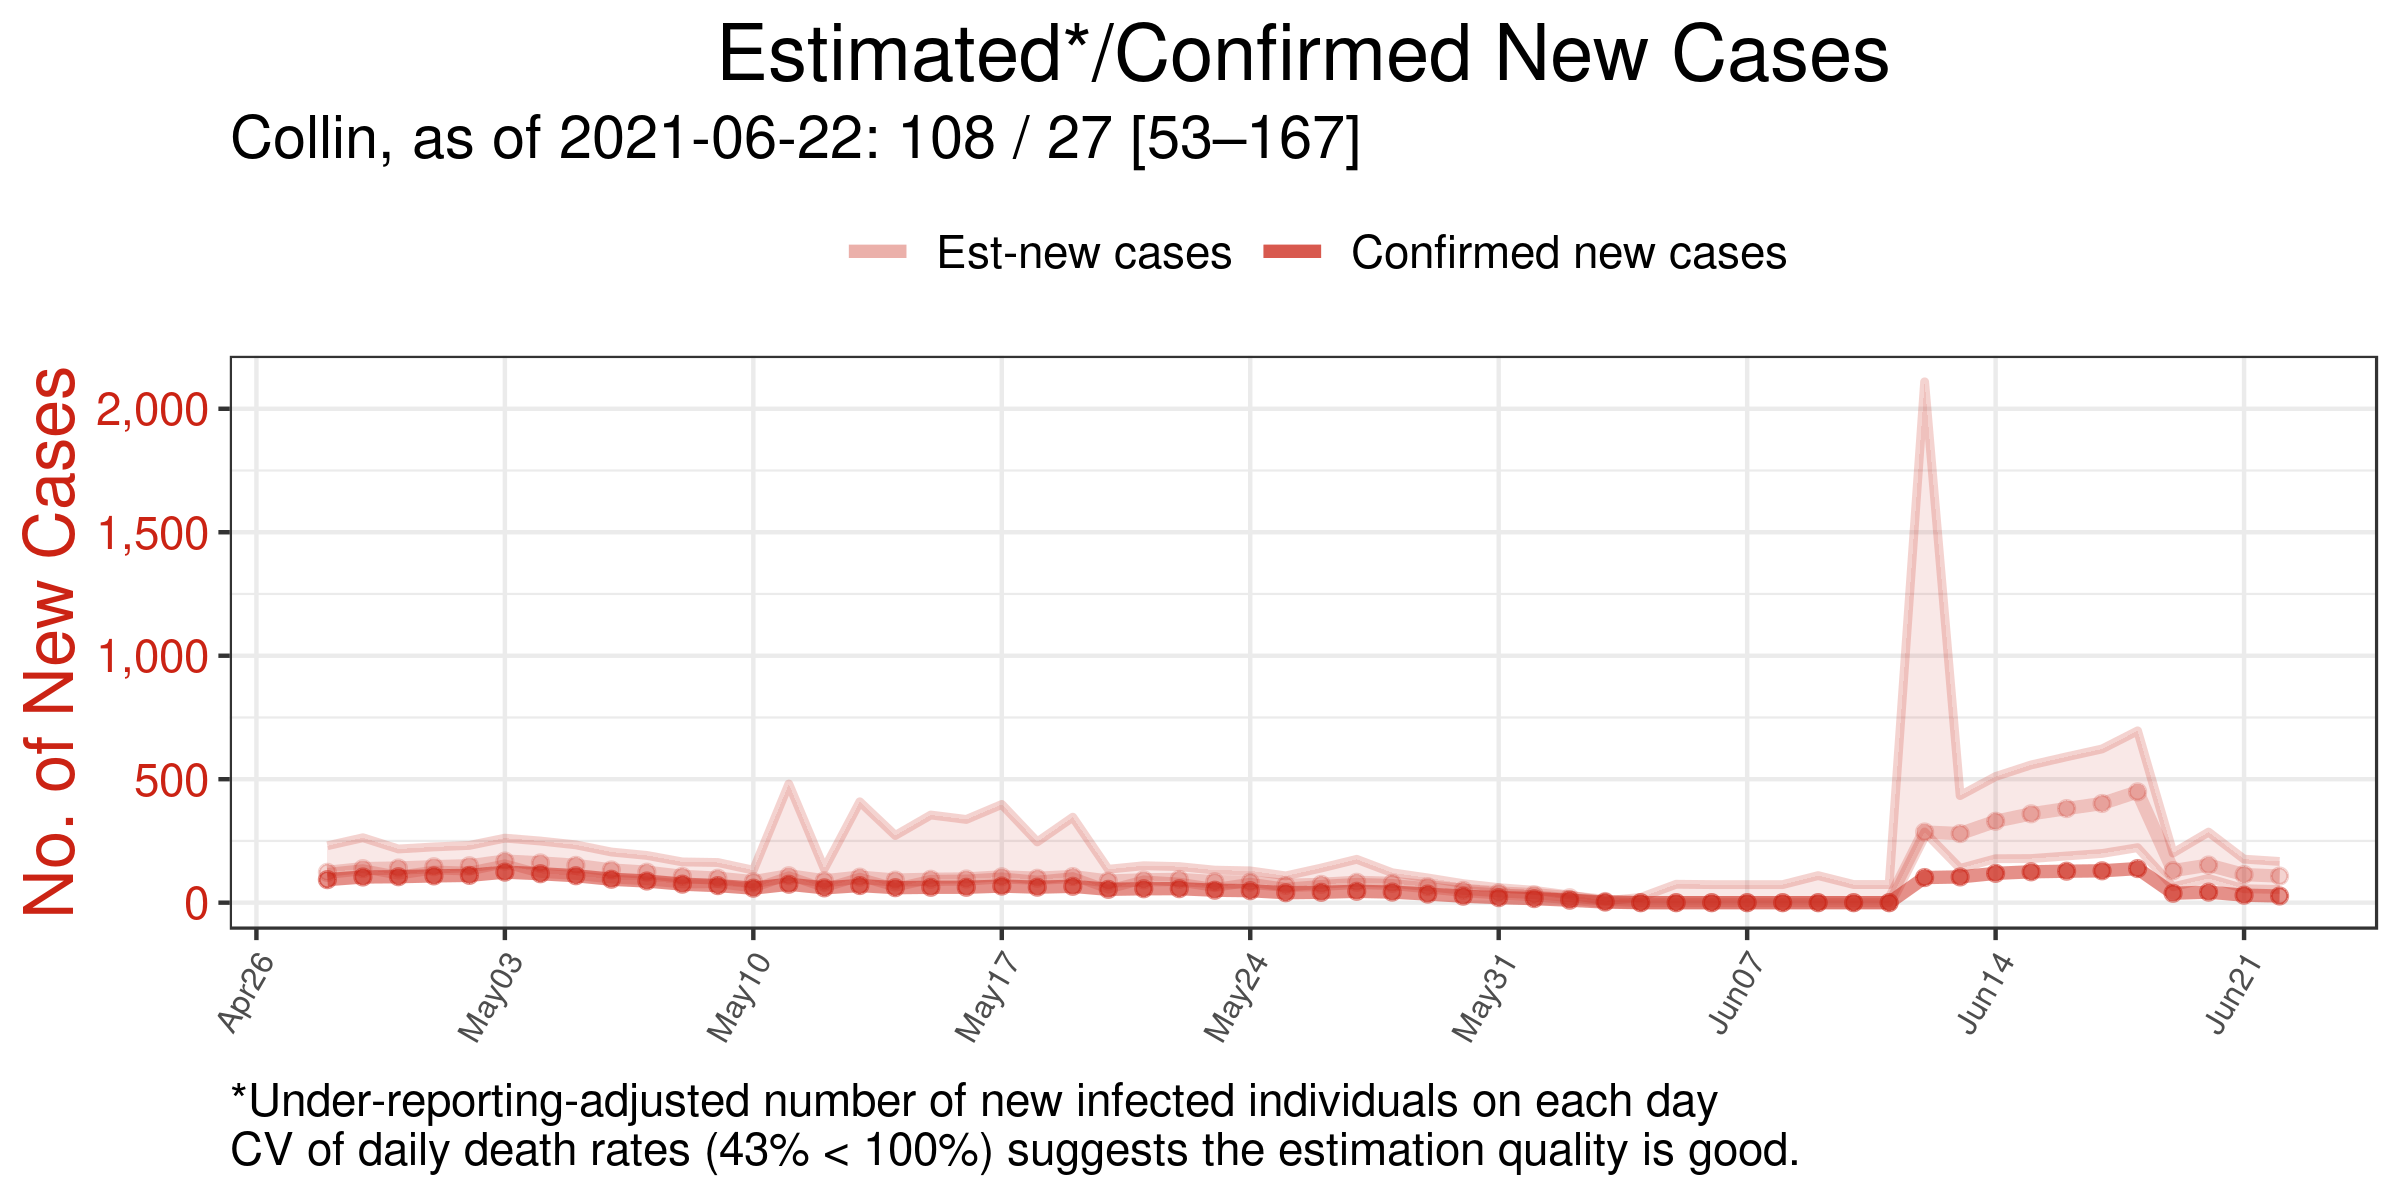 Estimated*/Confirmed New Cases
Collin, as of 2021-06-22: 108 / 27 [53–167]
Est-new cases Confirmed new cases
No. of New Cases
2,000
1,500
1,000
500
0
Apr26 May03 May10 May17 May24 May31 Jun07 Jun14 Jun21
*Under-reporting-adjusted number of new infected individuals on each day
CV of daily death rates (43% < 100%) suggests the estimation quality is good.